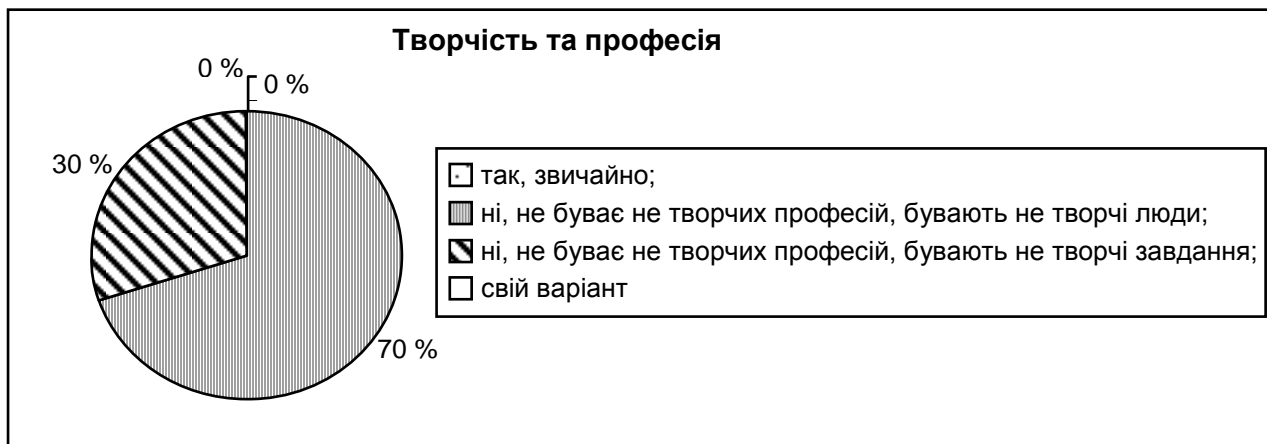 Творчість та професія
0 %
0 %
30 %
70 %
так, звичайно;
ні, не буває не творчих професій, бувають не творчі люди;
ні, не буває не творчих професій, бувають не творчі завдання;
свій варіант